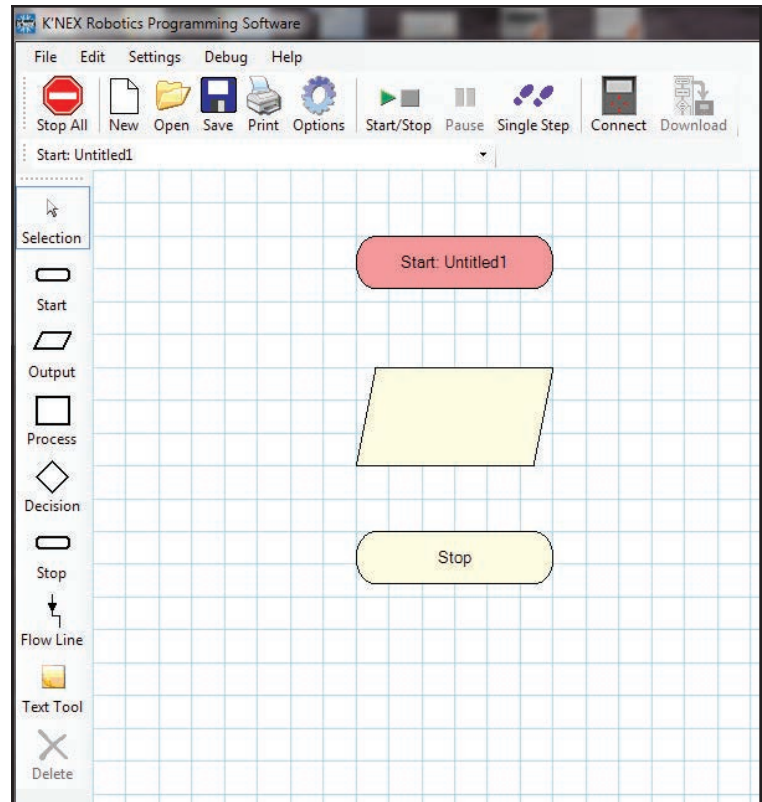 K'NEX Robotics Programming Software
File Edit Settings Debug Help
Stop All New Open Save Print Options Start/Stop Pause Single Step Connect Download
Start: Untitled1
Selection
Start
Output
Process
Decision
Stop
Flow Line
Text Tool
Delete
Start: Untitled1
Stop